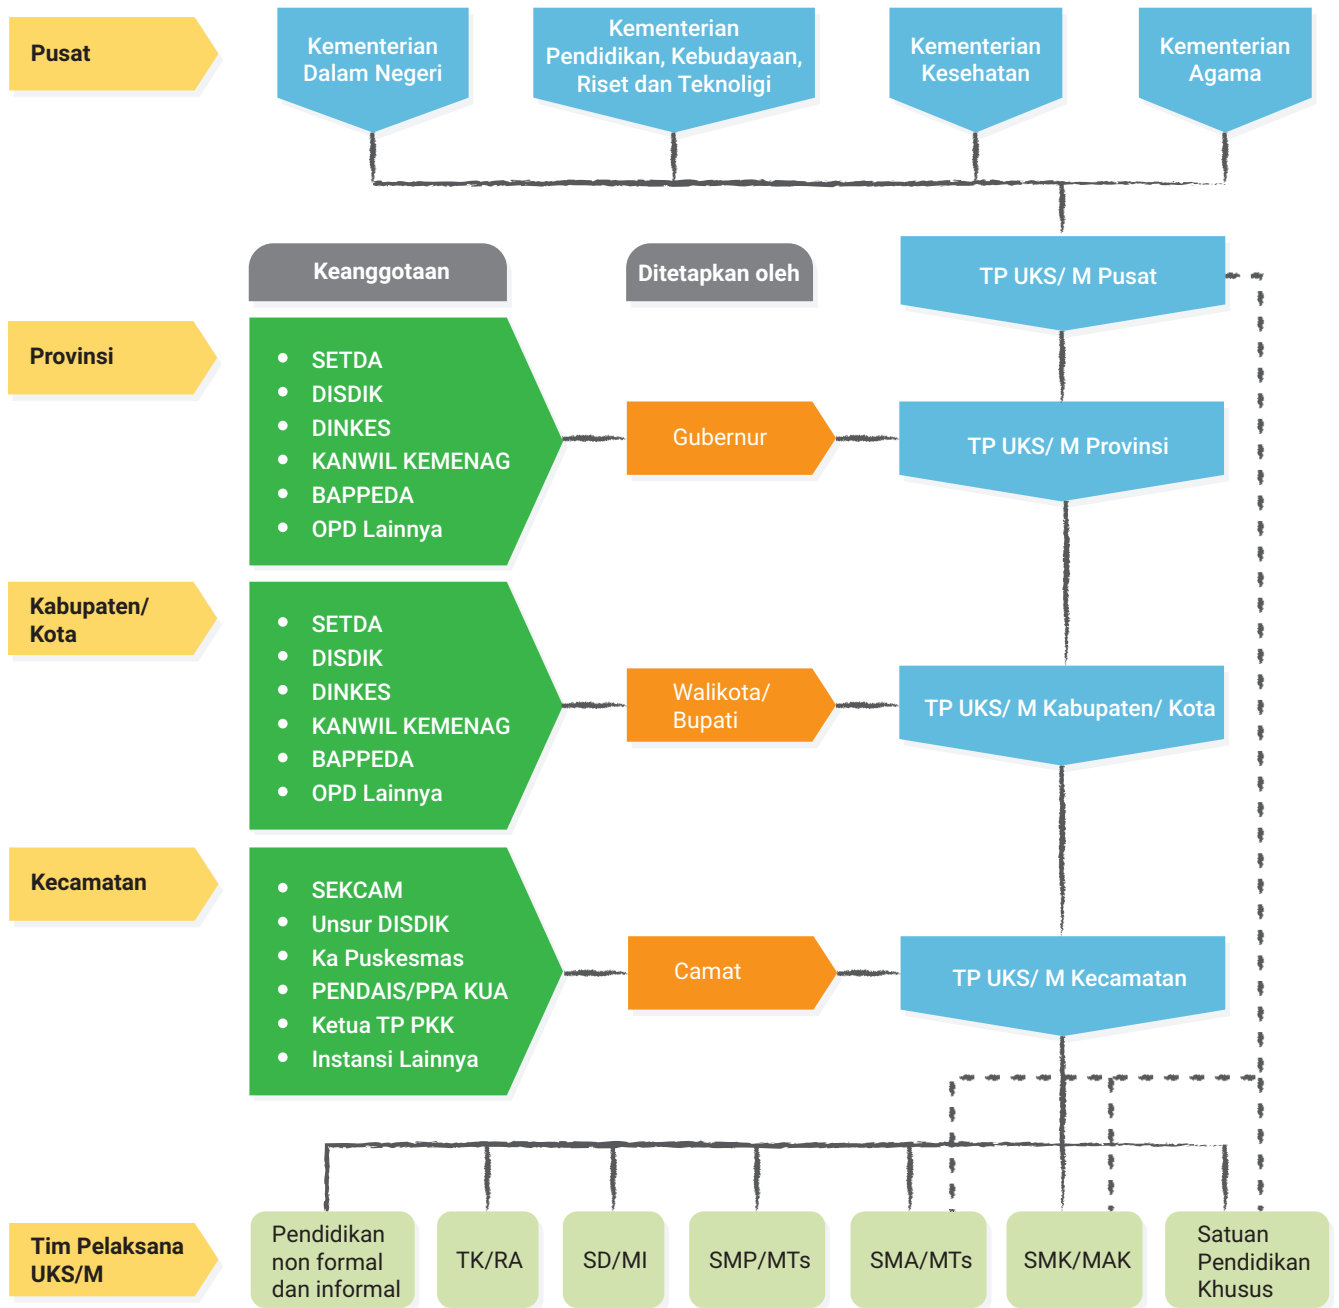 Pusat
Kementerian
Dalam Negeri
Kementerian
Pendidikan, Kebudayaan,
Riset dan Teknoligi
Kementerian
Kesehatan
Kementerian
Agama
Keanggotaan
Ditetapkan oleh
TP UKS/ M Pusat
Provinsi
• SETDA
• DISDIK
• DINKES
• KANWIL KEMENAG
• BAPPEDA
• OPD Lainnya
Gubernur
TP UKS/ M Provinsi
Kabupaten/
Kota
• SETDA
• DISDIK
• DINKES
• KANWIL KEMENAG
• BAPPEDA
• OPD Lainnya
Walikota/
Bupati
TP UKS/ M Kabupaten/ Kota
Kecamatan
• SEKCAM
• Unsur DISDIK
• Ka Puskesmas
• PENDAIS/PPA KUA
• Ketua TP PKK
• Instansi Lainnya
Camat
TP UKS/ M Kecamatan
Tim Pelaksana
UKS/M
Pendidikan
non formal
dan informal
TK/RA
SD/MI
SMP/MTs
SMA/MTs
SMK/MAK
Satuan
Pendidikan
Khusus